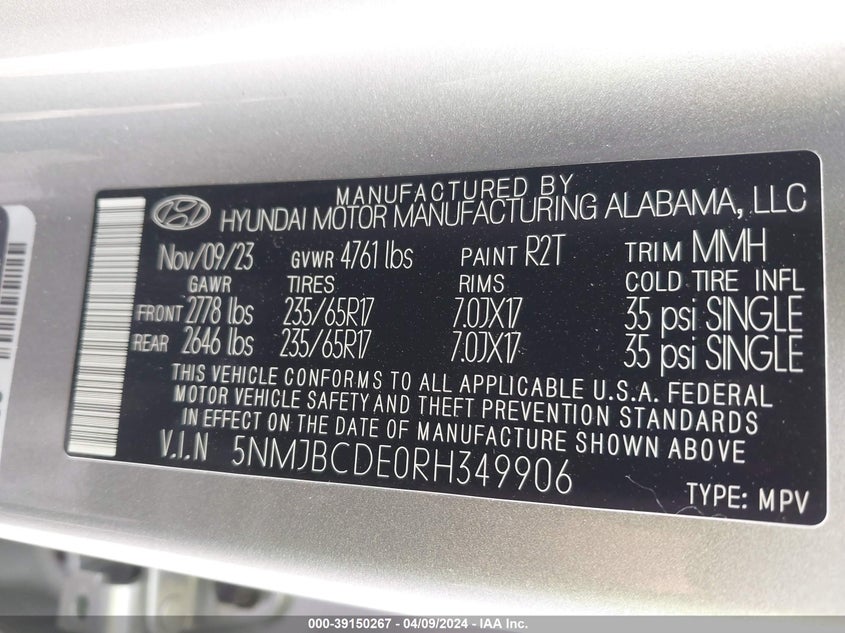 MANUFACTURED BY
HYUNDAI MOTOR MANUFACTURING ALABAMA, LLC
Nov/09/23 GVWR 4761 lbs PAINT R2T TRIM MMH
GAWR TIRES RIMS COLD TIRE INFL
FRONT 2778 lbs 235/65R17 7.0JX17 35 psi SINGLE
REAR 2646 lbs 235/65R17 7.0JX17 35 psi SINGLE
THIS VEHICLE CONFORMS TO ALL APPLICABLE U.S.A. FEDERAL
MOTOR VEHICLE SAFETY AND THEFT PREVENTION STANDARDS
IN EFFECT ON THE DATE OF MANUFACTURE SHOWN ABOVE
V.I.N 5NMJBCDE0RH349906
TYPE: MPV
000-39150267 - 04/09/2024 - IAA Inc.